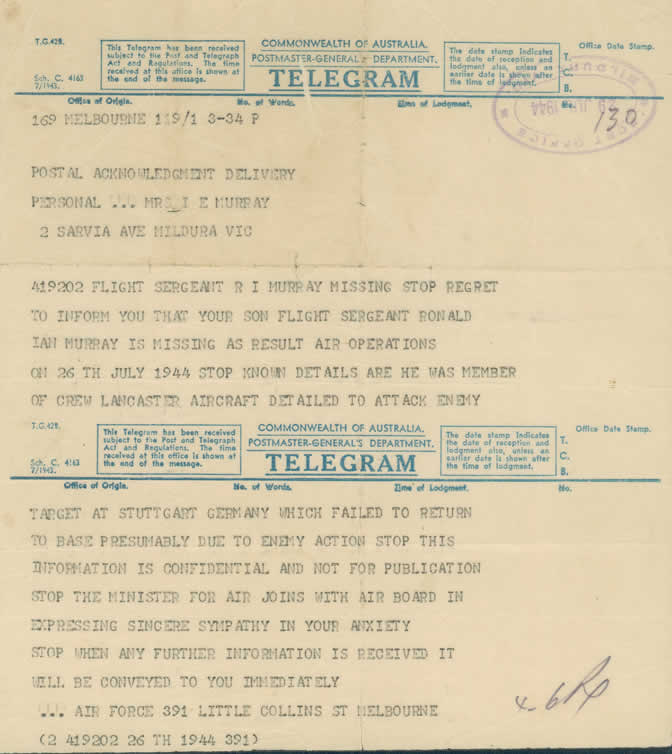 T.G.42B.
Sch. C. 4163
7/1943.
This Telegram has been received
subject to the Post and Telegraph
Act and Regulations. The time
received at this office is shown at
the end of the message.
COMMONWEALTH OF AUSTRALIA.
POSTMASTER-GENERAL'S DEPARTMENT.
TELEGRAM
The date stamp indicates
the date of reception and
lodgment also, unless an
earlier date is shown after
the time of lodgment.
Office Date Stamp.
T.
C.
B.
Office of Origin. No. of Words. Time of Lodgment. No.
MILDURA
1944
POST OFFICE
130
169 MELBOURNE 119/1 3-34 P
POSTAL ACKNOWLEDGMENT DELIVERY
PERSONAL ... MRS I E MURRAY
2 SARVIA AVE MILDURA VIC
419202 FLIGHT SERGEANT R I MURRAY MISSING STOP REGRET
TO INFORM YOU THAT YOUR SON FLIGHT SERGEANT RONALD
IAN MURRAY IS MISSING AS RESULT AIR OPERATIONS
ON 26 TH JULY 1944 STOP KNOWN DETAILS ARE HE WAS MEMBER
OF CREW LANCASTER AIRCRAFT DETAILED TO ATTACK ENEMY
T.G.42B.
Sch. C. 4163
7/1943.
This Telegram has been received
subject to the Post and Telegraph
Act and Regulations. The time
received at this office is shown at
the end of the message.
COMMONWEALTH OF AUSTRALIA.
POSTMASTER-GENERAL'S DEPARTMENT.
TELEGRAM
The date stamp indicates
the date of reception and
lodgment also, unless an
earlier date is shown after
the time of lodgment.
Office Date Stamp.
T.
C.
B.
Office of Origin. No. of Words. Time of Lodgment. No.
TARGET AT STUTTGART GERMANY WHICH FAILED TO RETURN
TO BASE PRESUMABLY DUE TO ENEMY ACTION STOP THIS
INFORMATION IS CONFIDENTIAL AND NOT FOR PUBLICATION
STOP THE MINISTER FOR AIR JOINS WITH AIR BOARD IN
EXPRESSING SINCERE SYMPATHY IN YOUR ANXIETY
STOP WHEN ANY FURTHER INFORMATION IS RECEIVED IT
WILL BE CONVEYED TO YOU IMMEDIATELY
... AIR FORCE 391 LITTLE COLLINS ST MELBOURNE
(2 419202 26 TH 1944 391)